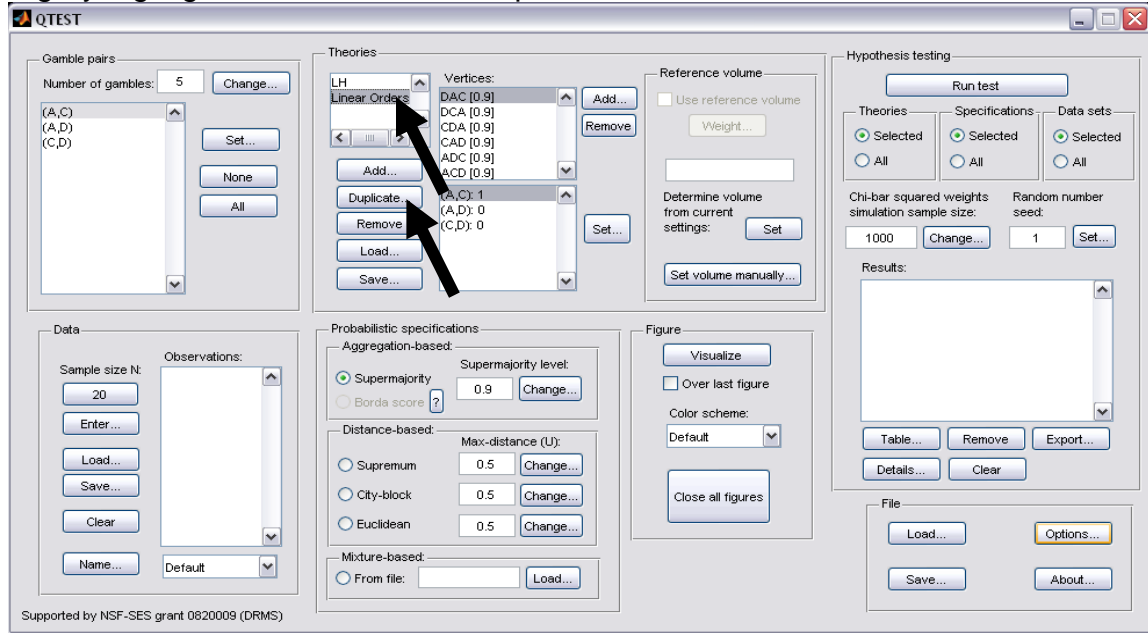 QTEST
Gamble pairs
Number of gambles: 5 Change...
(A,C)
(A,D)
(C,D)
Set...
None
All
Theories
LH
Linear Orders
Add...
Duplicate...
Remove
Load...
Save...
Vertices:
DAC [0.9]
DCA [0.9]
CDA [0.9]
CAD [0.9]
ADC [0.9]
ACD [0.9]
Add...
Remove
(A,C): 1
(A,D): 0
(C,D): 0
Set...
Reference volume
Use reference volume
Weight...
Determine volume
from current
settings: Set
Set volume manually...
Hypothesis testing
Run test
Theories
Selected
All
Specifications
Selected
All
Data sets
Selected
All
Chi-bar squared weights
simulation sample size:
1000 Change...
Random number
seed:
1 Set...
Results:
Table... Remove Export...
Details... Clear
Data
Sample size N:
20
Enter...
Load...
Save...
Clear
Name...
Observations:
Default
Probabilistic specifications
Aggregation-based:
Supermajority level:
Supermajority 0.9 Change...
Borda score ?
Distance-based:
Max-distance (U):
Supremum 0.5 Change...
City-block 0.5 Change...
Euclidean 0.5 Change...
Mixture-based:
From file: Load...
Figure
Visualize
Over last figure
Color scheme:
Default
Close all figures
File
Load... Options...
Save... About...
Supported by NSF-SES grant 0820009 (DRMS)